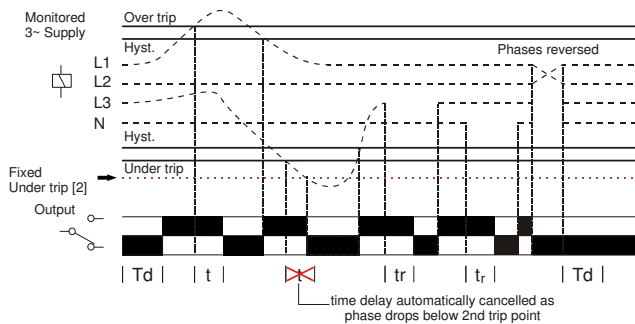 Monitored
3~ Supply
Over trip
Hyst.
Phases reversed
L1
L2
L3
N
Hyst.
Under trip
Fixed
Under trip [2]
Output
Td t t tr tr Td
time delay automatically cancelled as
phase drops below 2nd trip point